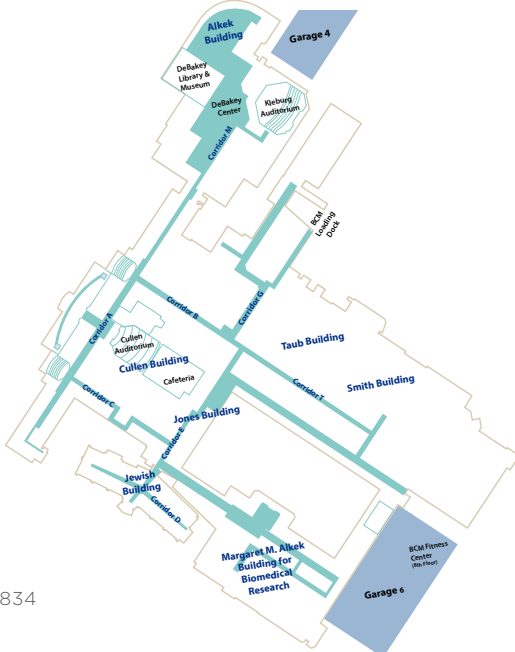 Alkek
Building
Garage 4
DeBakey
Library &
Museum
DeBakey
Center
Kleburg
Auditorium
Corridor M
BCM
Loading
Dock
Corridor B
Corridor G
Corridor A
Cullen
Auditorium
Cullen Building
Cafeteria
Taub Building
Smith Building
Corridor T
Corridor C
Jones Building
Corridor E
Jewish
Building
Corridor D
Margaret M. Alkek
Building for
Biomedical
Research
BCM Fitness
Center
(8th Floor)
Garage 6
834